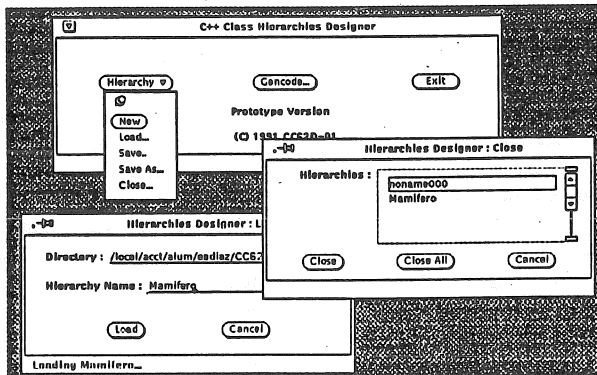 C++ Class Hierarchies Designer
Hierarchy
Gencode...
Exit
New
Load...
Save...
Save As...
Close...
Prototype Version
(C) 1991 CC62D-01
Hierarchies Designer : Close
Hierarchies :
noname000
Mamifero
Close
Close All
Cancel
Hierarchies Designer : L
Directory : /local/acct/alum/eadiaz/CC62
Hierarchy Name : Mamifero
Load
Cancel
Loading Mamifero...